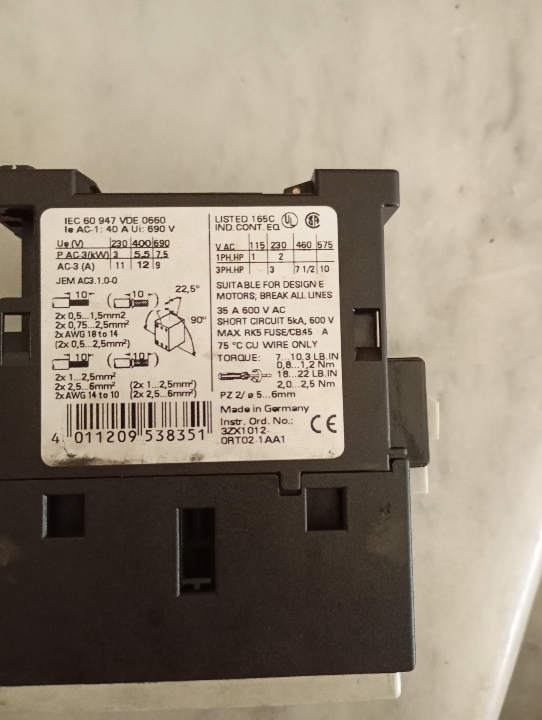 IEC 60 947 VDE 0660
Ie AC-1: 40 A Ui: 690 V
Ue (V) 230 400 690
P AC-3(kW) 3 5.5 7,5
AC-3 (A) 11 12 9
JEM AC3.1.0-0
10 (10) 22,5°
90°
2x 0,5...1,5mm2
2x 0,75...2,5mm²
2xAWG 18 to 14
(2x 0,5...2,5mm²)
10 (10)
2x 1...2,5mm² (2x 1...2,5mm²)
2x 2,5...6mm² (2x 2,5...6mm²)
2xAWG 14 to 10
4 011209 538351
LISTED 165C UL
IND. CONT. EQ
V AC 115 230 460 575
1PH.HP 1 2
3PH.HP 3 7 1/2 10
SUITABLE FOR DESIGN E
MOTORS; BREAK ALL LINES
35 A 600 V AC
SHORT CIRCUIT 5kA, 600 V
MAX. RK5 FUSE/CB:45 A
75 °C CU WIRE ONLY
TORQUE: 7...10.3 LB.IN
0,8...1,2 Nm
18...22 LB.IN
2,0...2,5 Nm
PZ 2/ ø 5...6mm
Made in Germany
Instr. Ord. No.:
3ZX1012-
0RT02-1AA1
CE